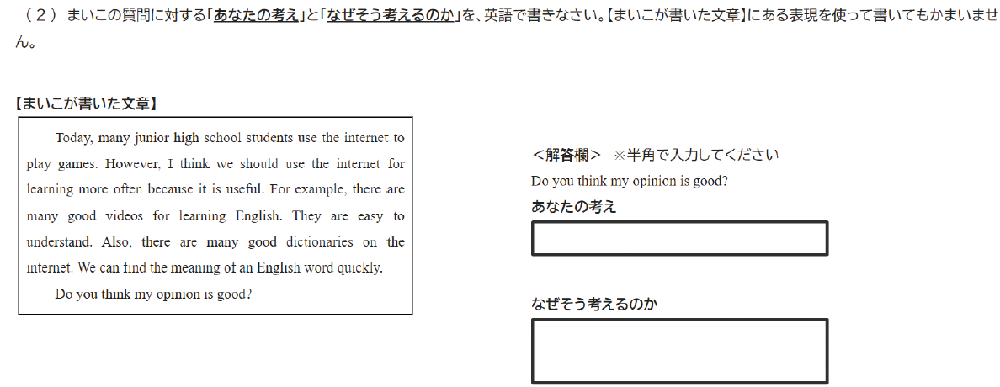 （２）まいこの質問に対する「あなたの考え」と「なぜそう考えるのか」を、英語で書きなさい。【まいこが書いた文章】にある表現を使って書いてもかまいませ
ん。
【まいこが書いた文章】
Today, many junior high school students use the internet to
play games. However, I think we should use the internet for
learning more often because it is useful. For example, there are
many good videos for learning English. They are easy to
understand. Also, there are many good dictionaries on the
internet. We can find the meaning of an English word quickly.
Do you think my opinion is good?
＜解答欄＞ ※半角で入力してください
Do you think my opinion is good?
あなたの考え
なぜそう考えるのか